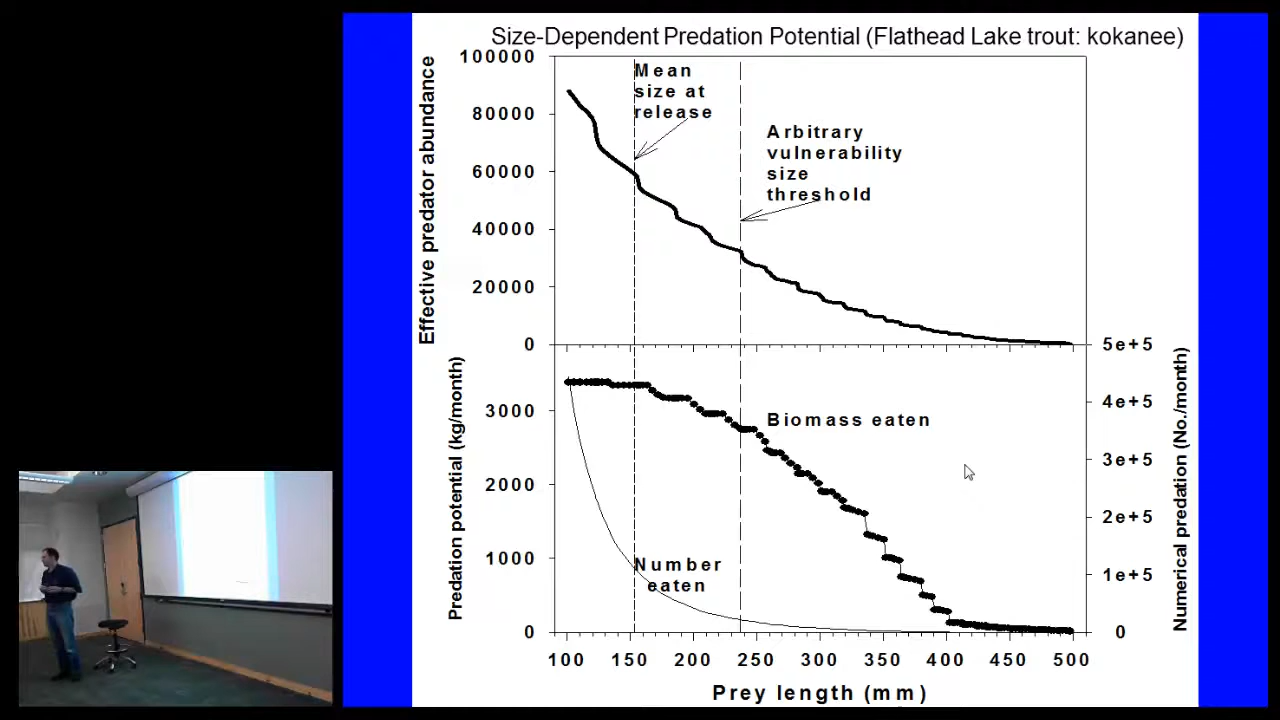 Size-Dependent Predation Potential (Flathead Lake trout: kokanee)
100000
80000
60000
40000
20000
0
Effective predator abundance
Mean
size at
release
Arbitrary
vulnerability
size
threshold
3000
2000
1000
0
Predation potential (kg/month)
Biomass eaten
Number
eaten
5e+5
4e+5
3e+5
2e+5
1e+5
0
Numerical predation (No./month)
100 150 200 250 300 350 400 450 500
Prey length (mm)